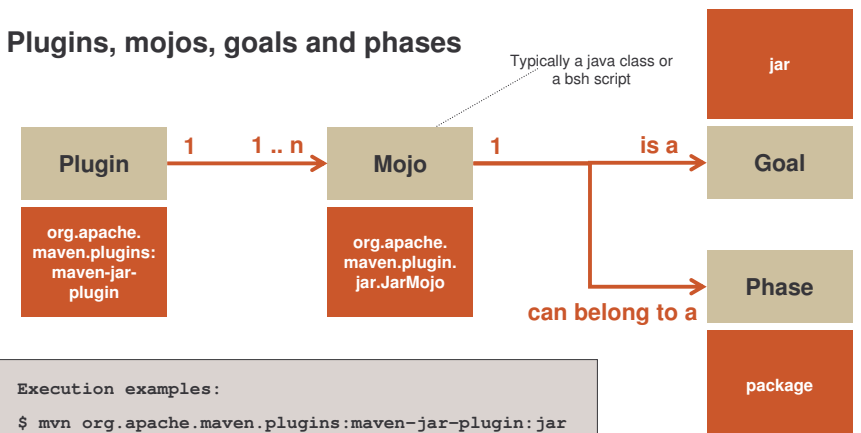 Plugins, mojos, goals and phases
Typically a java class or
a bsh script
jar
Plugin
1
1 .. n
Mojo
1
is a
Goal
org.apache.
maven.plugins:
maven-jar-
plugin
org.apache.
maven.plugin.
jar.JarMojo
can belong to a
Phase
package
Execution examples:
$ mvn org.apache.maven.plugins:maven-jar-plugin:jar